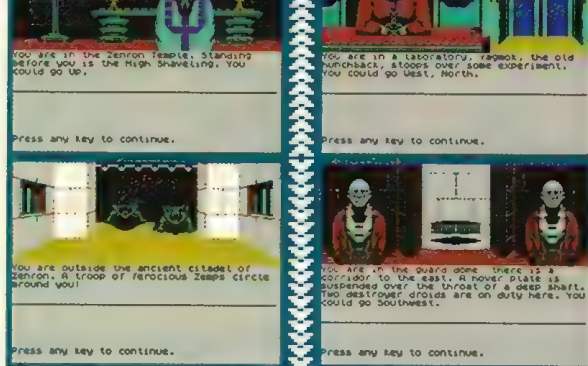 You are in the Zenron Temple. Standing
before you is the High Shaveling. You
could go Up.
Press any key to continue.
You are in a laboratory, Yagmok, the old
hunchback, stoops over some experiment.
You could go West, North.
Press any key to continue.
You are outside the ancient citadel of
Zenron. A troop of ferocious Zemps circle
around you!
Press any key to continue.
You are in the guard dome. there is a
corridor to the east. A hover plate is
suspended over the throat of a deep shaft.
Two destroyer droids are on duty here. You
could go Southwest.
Press any key to continue.